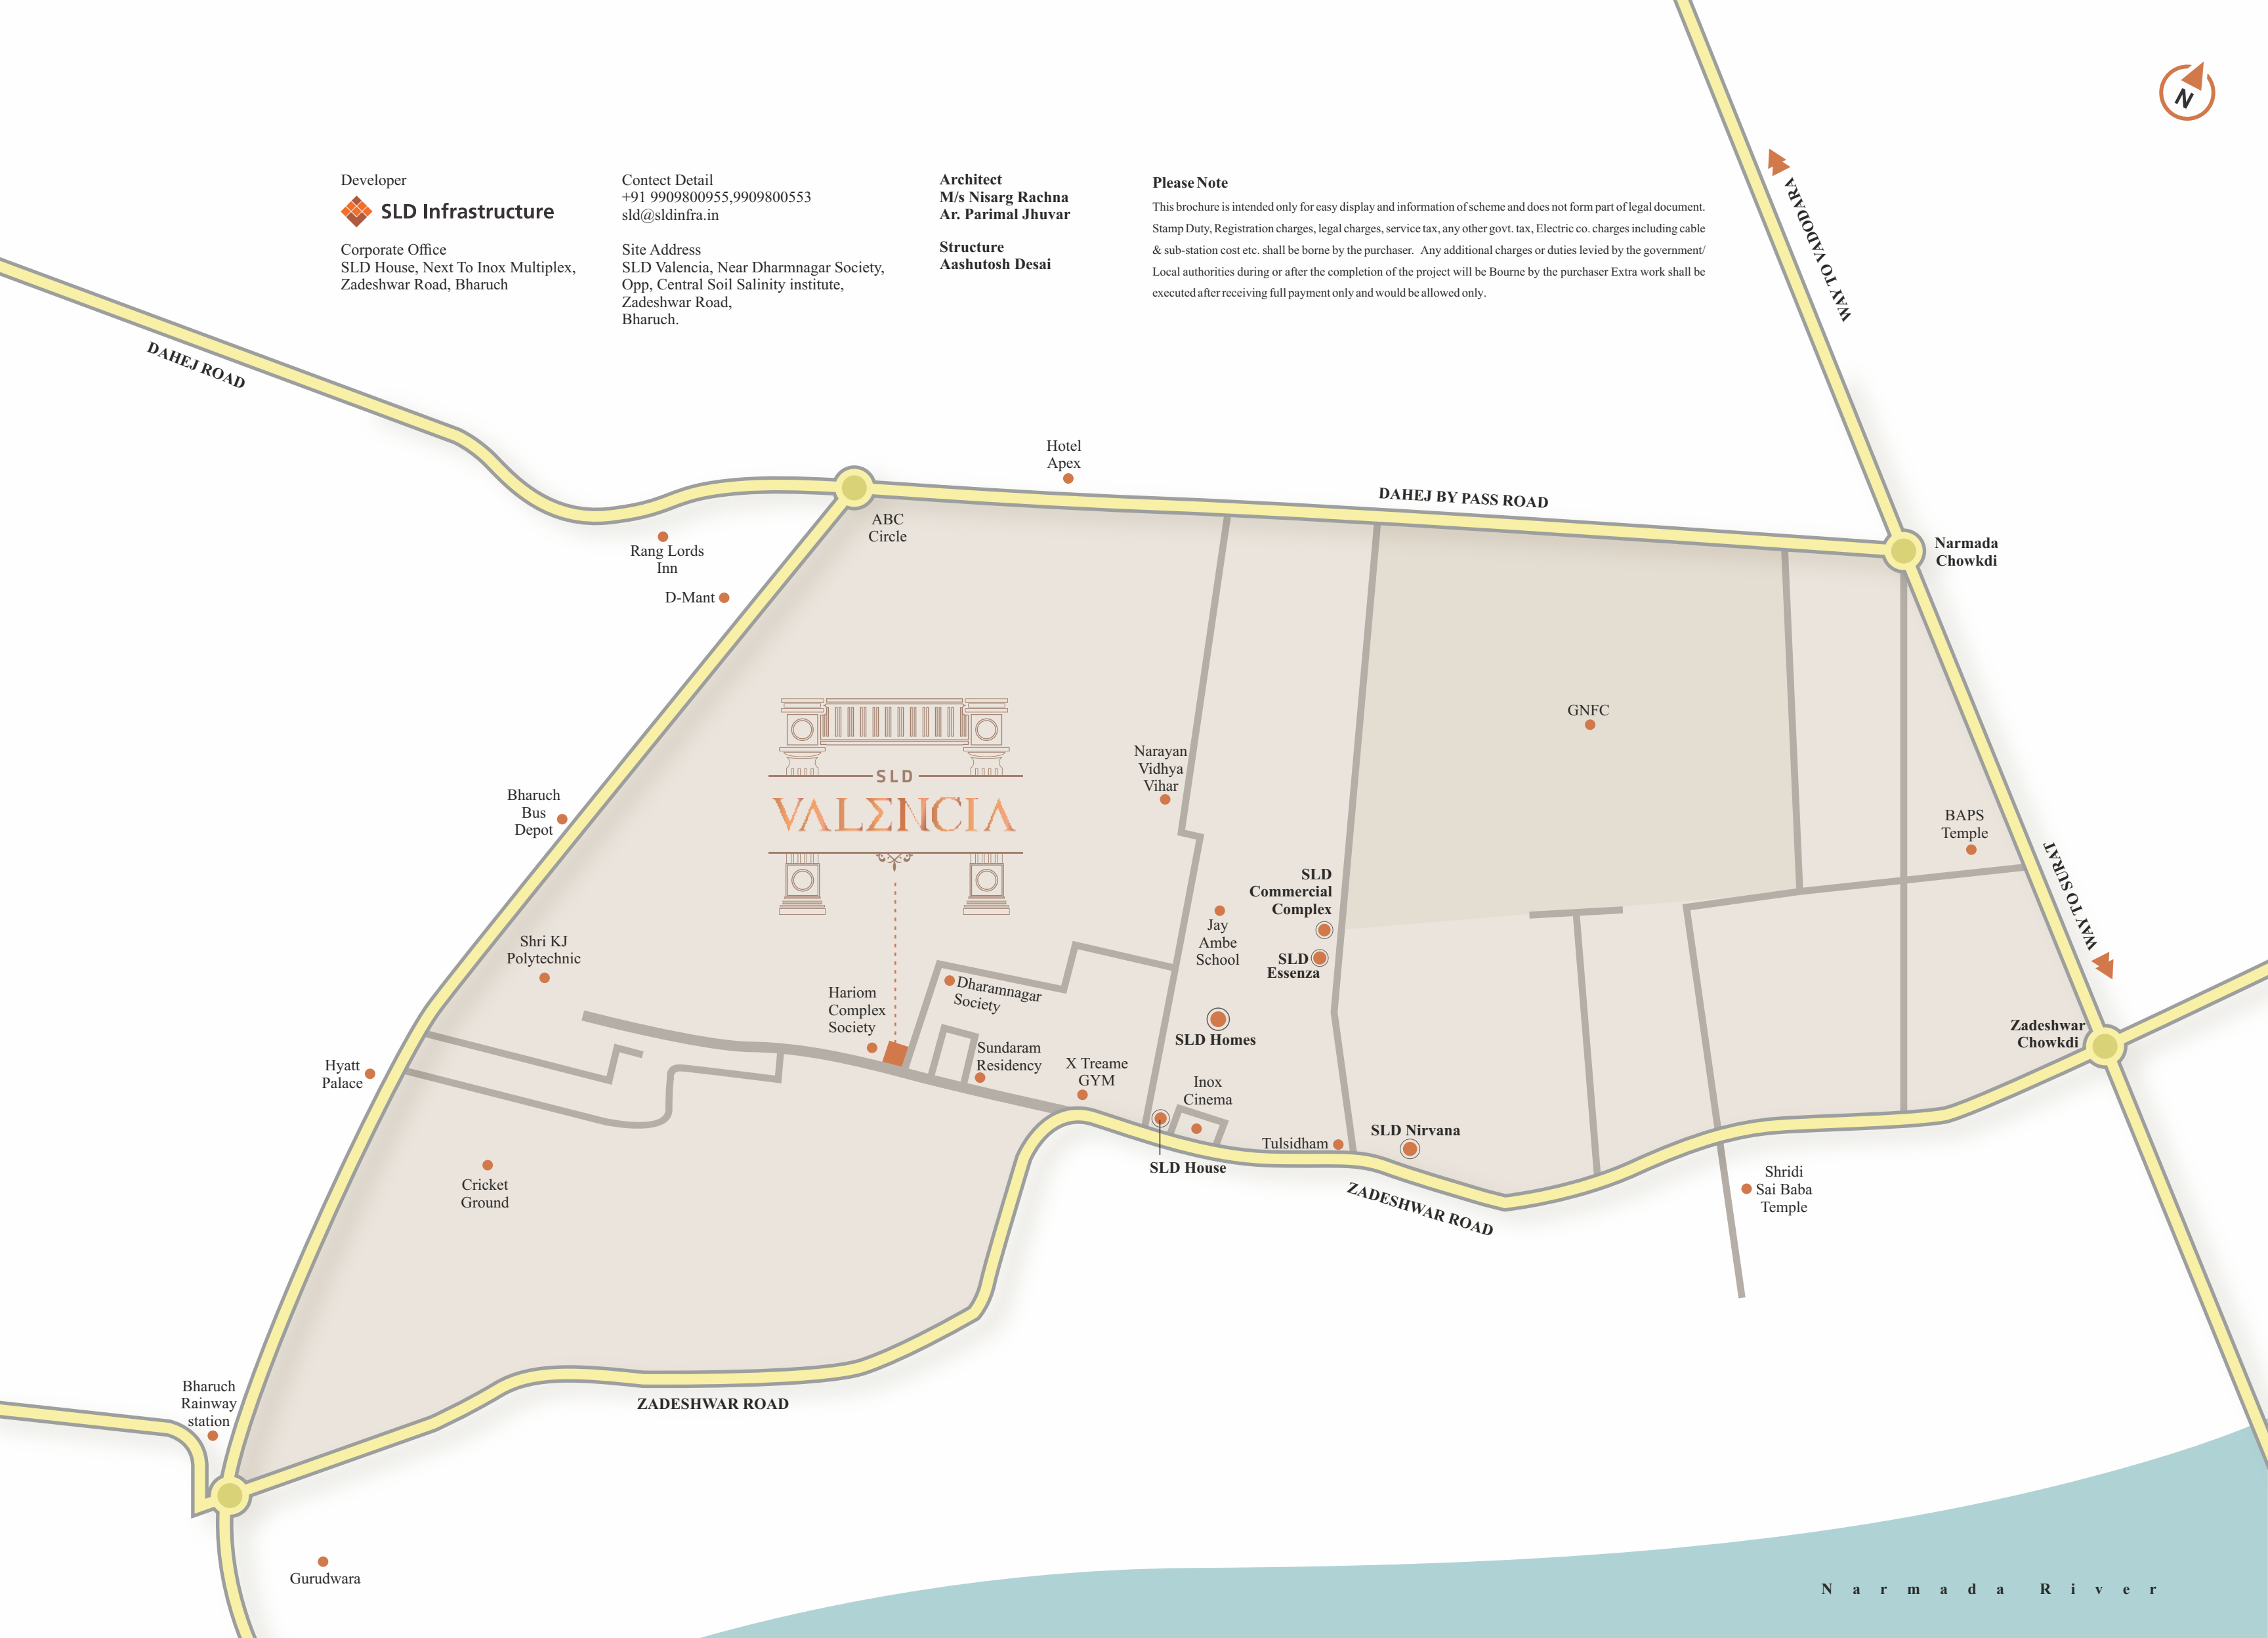 N
Developer
SLD Infrastructure
Corporate Office
SLD House, Next To Inox Multiplex,
Zadeshwar Road, Bharuch
Contect Detail
+91 9909800955,9909800553
sld@sldinfra.in
Site Address
SLD Valencia, Near Dharmnagar Society,
Opp, Central Soil Salinity institute,
Zadeshwar Road,
Bharuch.
Architect
M/s Nisarg Rachna
Ar. Parimal Jhuvar
Structure
Aashutosh Desai
Please Note
This brochure is intended only for easy display and information of scheme and does not form part of legal document.
Stamp Duty, Registration charges, legal charges, service tax, any other govt. tax, Electric co. charges including cable
& sub-station cost etc. shall be borne by the purchaser. Any additional charges or duties levied by the government/
Local authorities during or after the completion of the project will be Bourne by the purchaser Extra work shall be
executed after receiving full payment only and would be allowed only.
WAY TO VADODARA
DAHEJ ROAD
Hotel
Apex
DAHEJ BY PASS ROAD
ABC
Circle
Rang Lords
Inn
D-Mant
Narmada
Chowkdi
GNFC
Narayan
Vidhya
Vihar
SLD
VALENCIA
Bharuch
Bus
Depot
BAPS
Temple
WAY TO SURAT
SLD
Commercial
Complex
Jay
Ambe
School
SLD
Essenza
Shri KJ
Polytechnic
Dharamnagar
Society
Hariom
Complex
Society
SLD Homes
Zadeshwar
Chowkdi
Sundaram
Residency
X Treame
GYM
Hyatt
Palace
Inox
Cinema
Tulsidham
SLD Nirvana
SLD House
Cricket
Ground
ZADESHWAR ROAD
Shridi
Sai Baba
Temple
Bharuch
Rainway
station
ZADESHWAR ROAD
Gurudwara
Narmada River